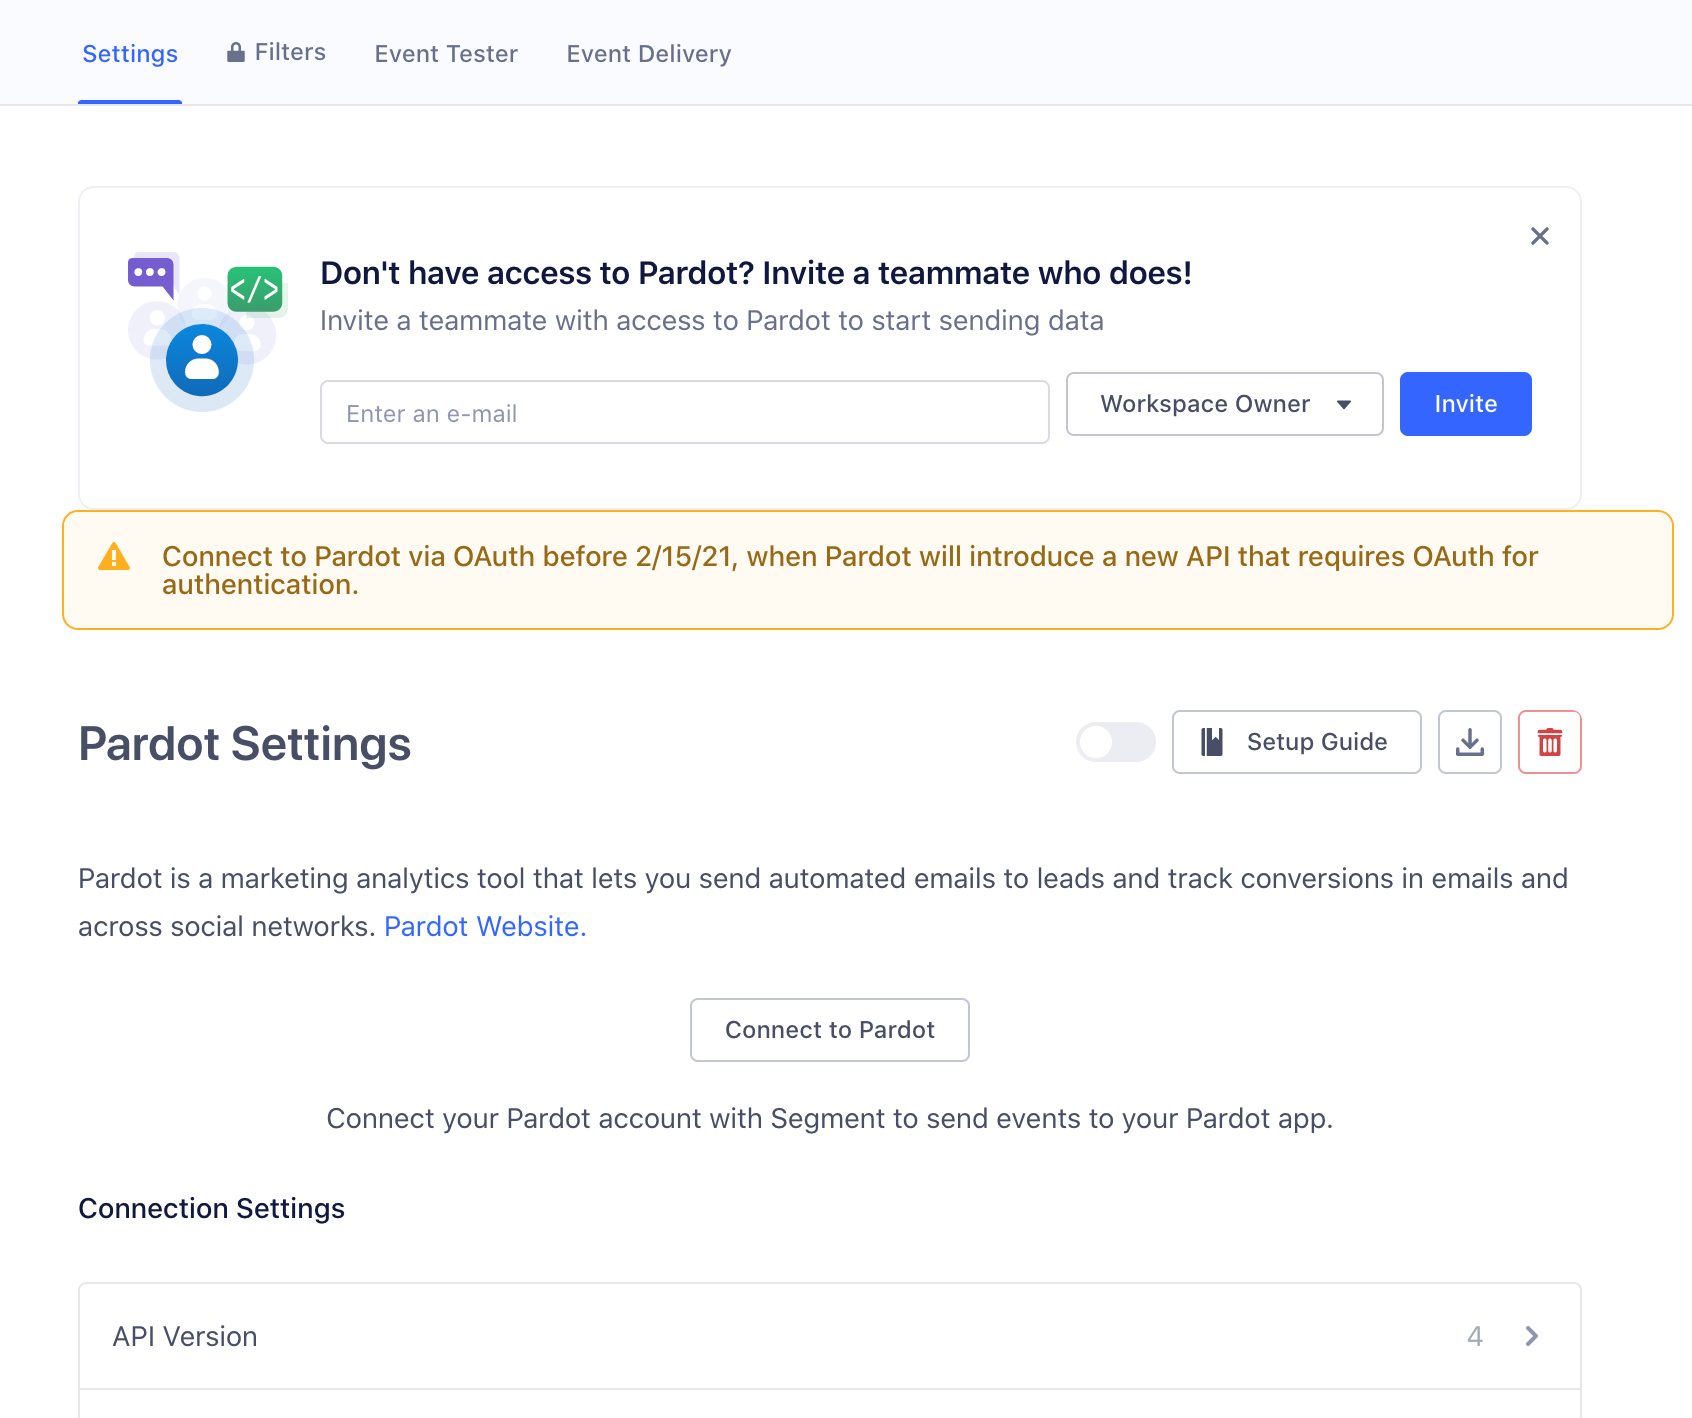 Settings
Filters
Event Tester
Event Delivery
</>
Don't have access to Pardot? Invite a teammate who does!
Invite a teammate with access to Pardot to start sending data
Enter an e-mail
Workspace Owner
Invite
Connect to Pardot via OAuth before 2/15/21, when Pardot will introduce a new API that requires OAuth for
authentication.
Pardot Settings
Setup Guide
Pardot is a marketing analytics tool that lets you send automated emails to leads and track conversions in emails and
across social networks. Pardot Website.
Connect to Pardot
Connect your Pardot account with Segment to send events to your Pardot app.
Connection Settings
API Version
4